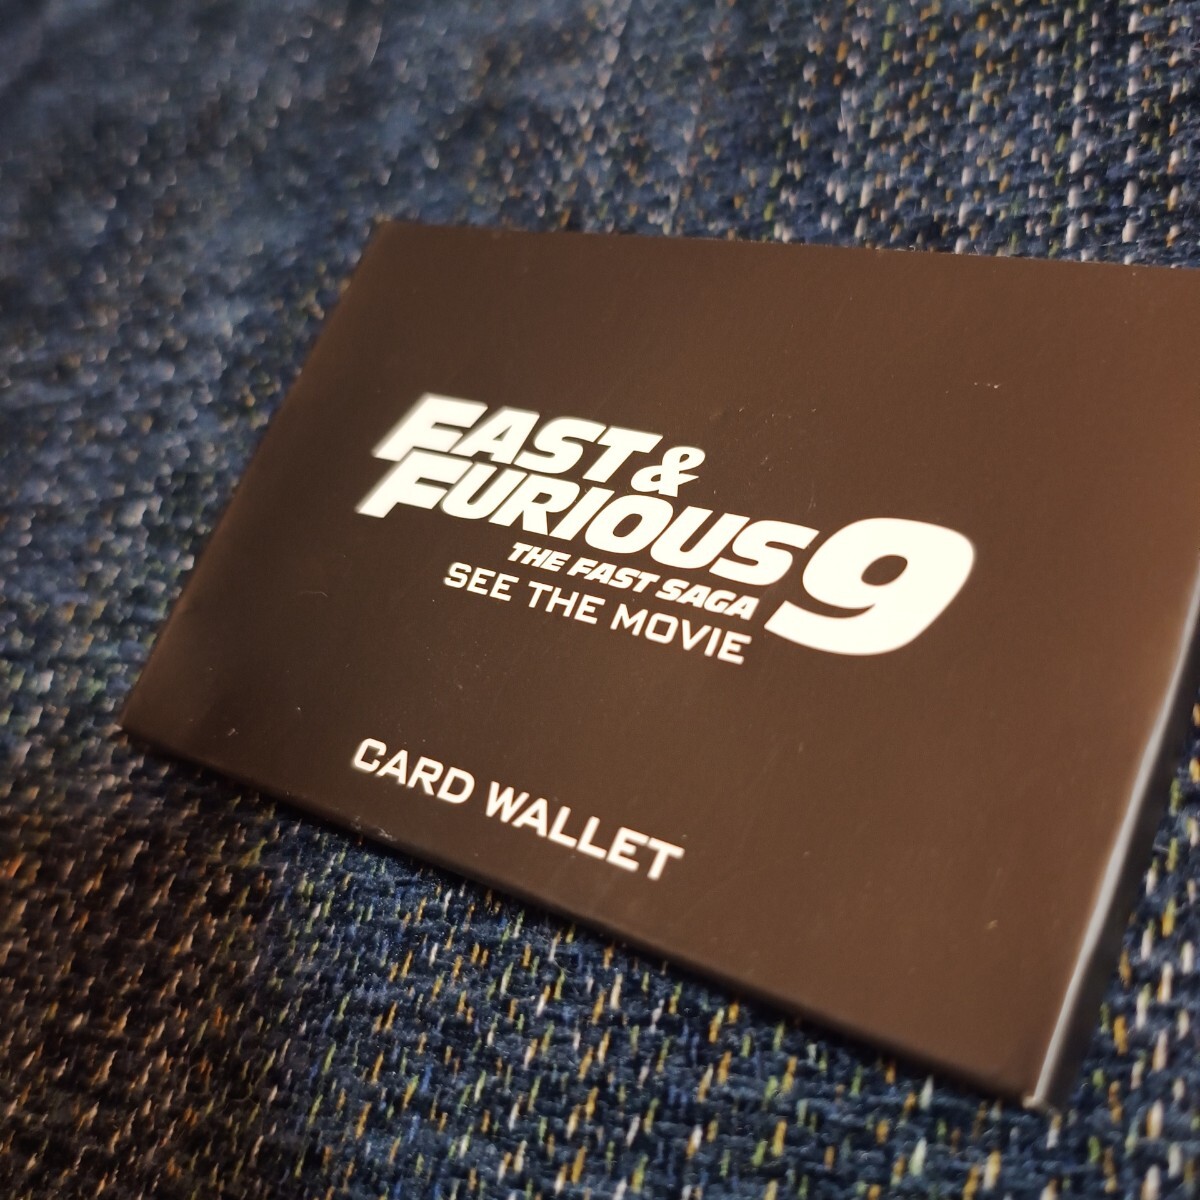 FAST &
FURIOUS 9
THE FAST SAGA
SEE THE MOVIE
CARD WALLET